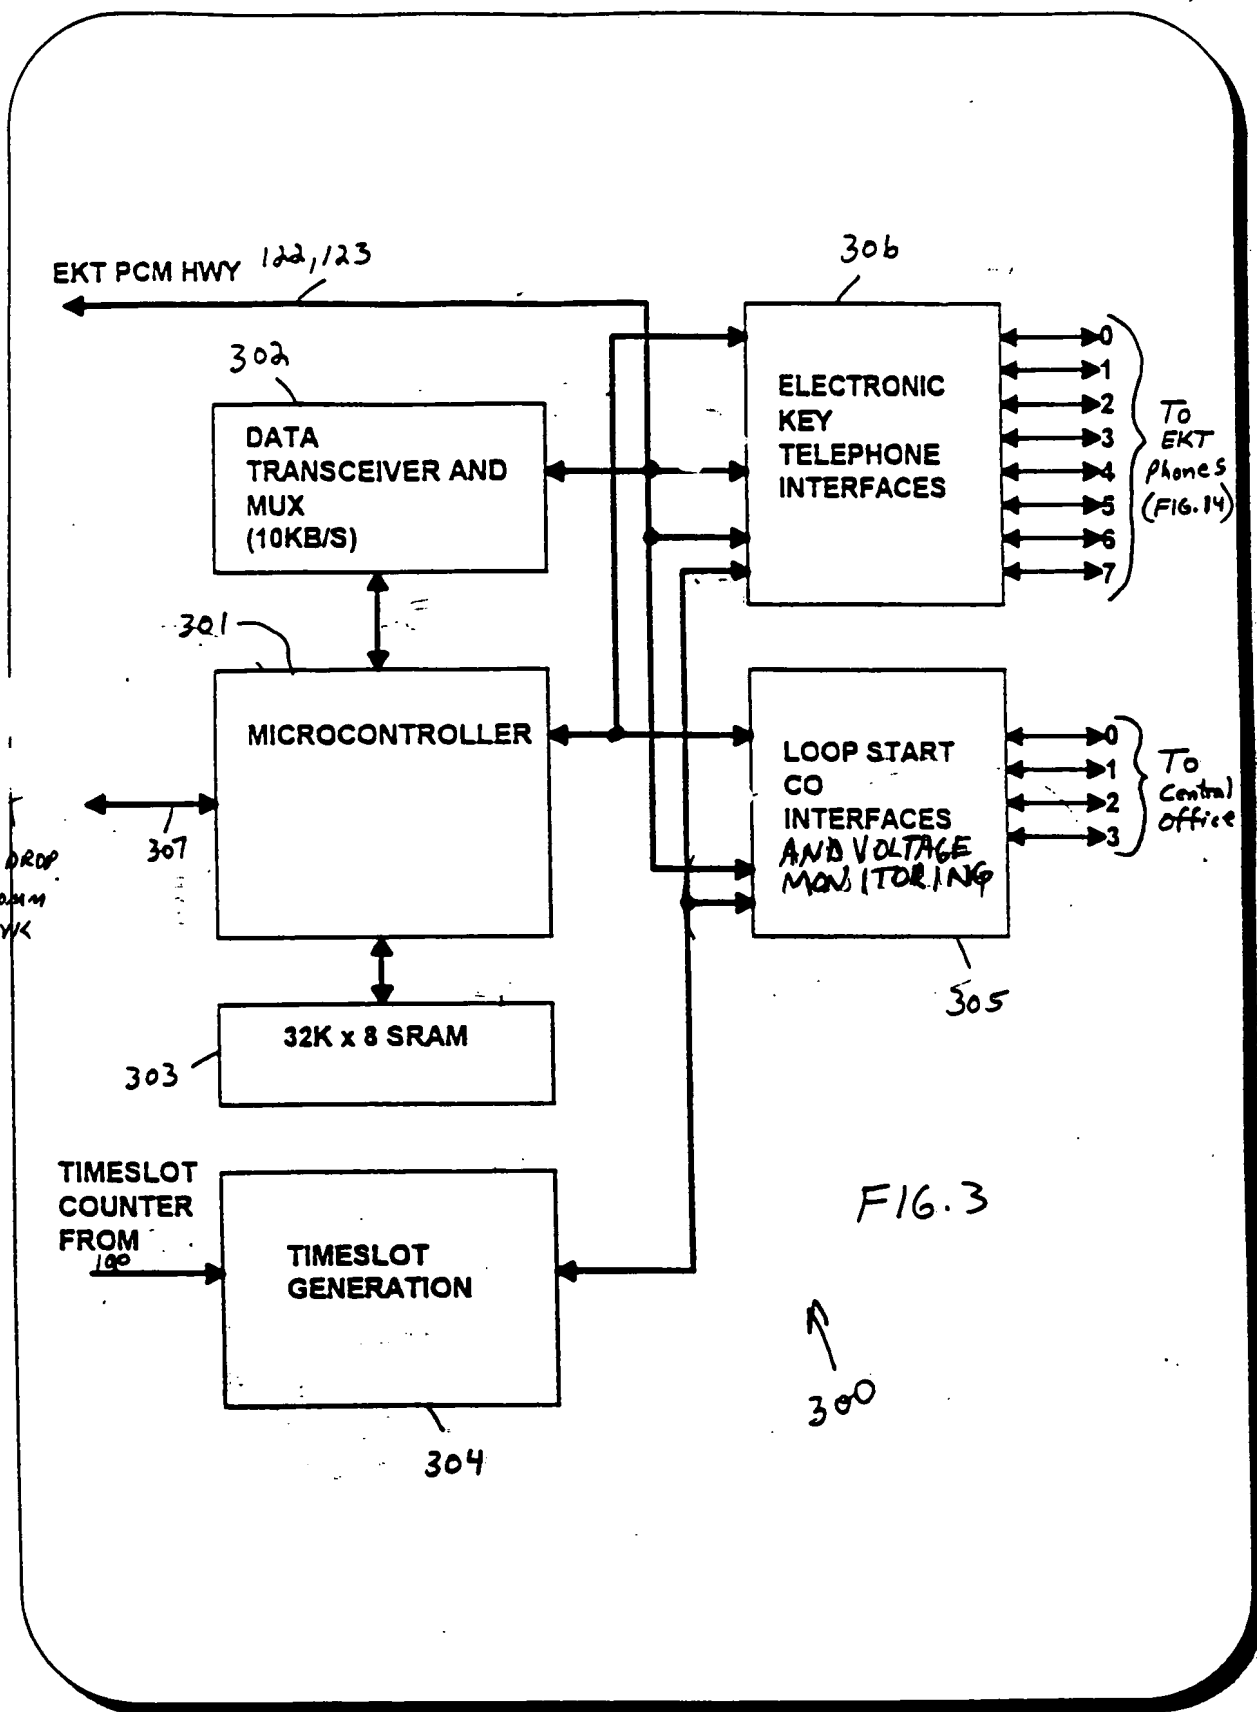 EKT PCM HWY 122,123
306
302
DATA
TRANSCEIVER AND
MUX
(10KB/S)
ELECTRONIC
KEY
TELEPHONE
INTERFACES
0
1
2
3
4
5
6
7
TO
EKT
Phones
(FIG.14)
301
MICROCONTROLLER
307
DROP
LOOP START
CO
INTERFACES
AND VOLTAGE
MONITORING
0
1
2
3
TO
Central
Office
305
32K x 8 SRAM
303
TIMESLOT
COUNTER
FROM
100
TIMESLOT
GENERATION
304
FIG.3
300